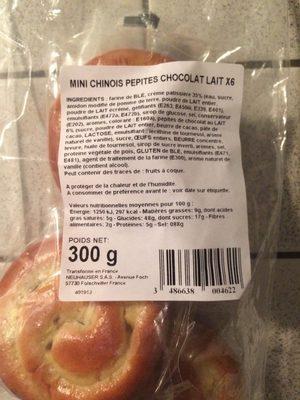 MINI CHINOIS PEPITES CHOCOLAT LAIT X6
INGREDIENTS : farine de BLE, crème pâtissière 35% (eau, sucre,
amidon modifié de pomme de terre, poudre de LAIT entier,
poudre de LAIT écrémé, gélifiants (E263, E450ii, E339, E401),
émulsifiants (E472a, E472b), sirop de glucose, sel, conservateur
(E202), arômes, colorant : E160a), pépites de chocolat au LAIT
6% (sucre, poudre de LAIT entier, beurre de cacao, pâte de
cacao, LACTOSE, émulsifiant : lécithine de tournesol, arôme
naturel de vanille), sucre, ŒUFS entiers, BEURRE concentré,
levure, huile de tournesol, sirop de sucre inverti, arômes, sel,
protéine végétale de pois, GLUTEN de BLE, émulsifiants (E471,
E481), agent de traitement de la farine (E300), arôme naturel de
vanille (contient alcool).
Peut contenir des traces de : fruits à coque.
A protéger de la chaleur et de l'humidité.
A consommer de préférence avant le : voir date sur étiquette.
Valeurs nutritionnelles moyennes pour 100 g :
Energie: 1250 kJ, 297 kcal - Matières grasses: 9g, dont acides
gras saturés: 5g - Glucides: 48g, dont sucres: 17g - Fibres
alimentaires: 2g - Protéines: 5g - Sel: 088g
POIDS NET:
300 g
Transformé en France
NEUHAUSER S.A.S. - Avenue Foch
57730 Folschviller France
3 486638 004622